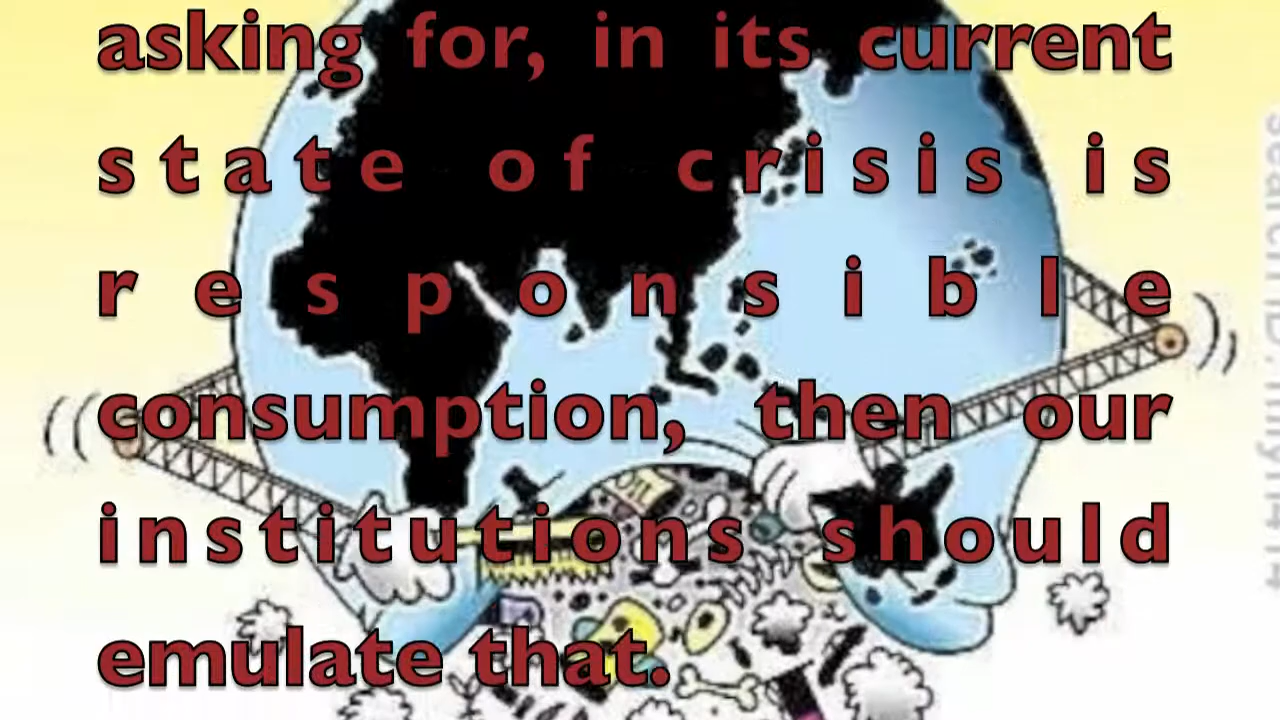 asking for, in its current
state of crisis is
responsible
consumption, then our
institutions should
emulate that.